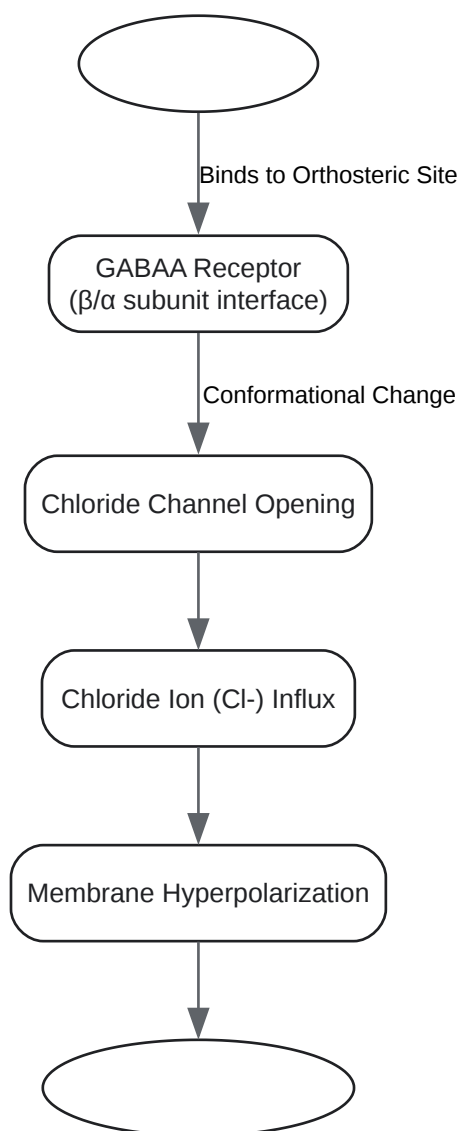 Binds to Orthosteric Site
GABAA Receptor
(β/α subunit interface)
Conformational Change
Chloride Channel Opening
Chloride Ion (Cl-) Influx
Membrane Hyperpolarization